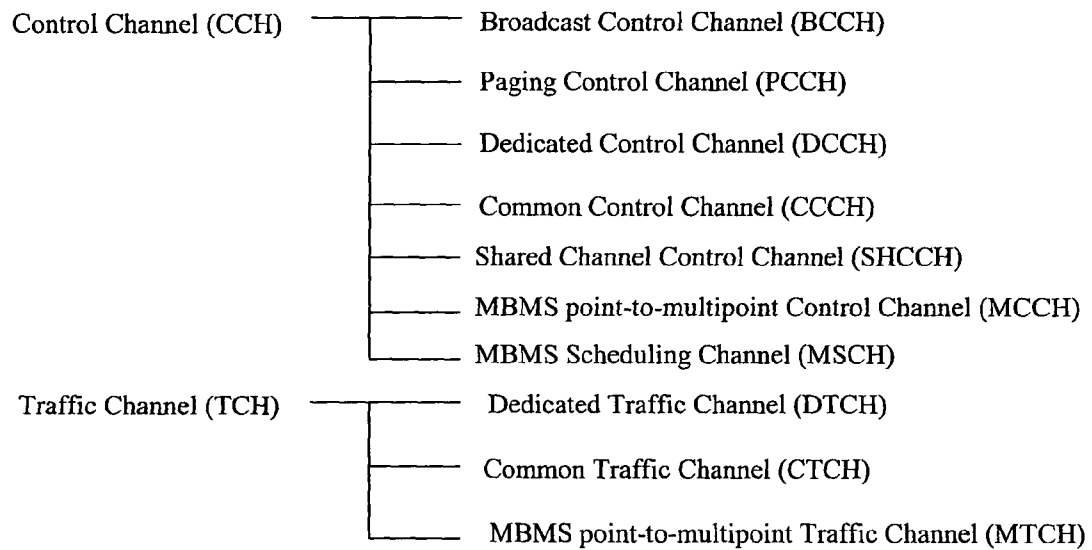 Control Channel (CCH) Broadcast Control Channel (BCCH)
Paging Control Channel (PCCH)
Dedicated Control Channel (DCCH)
Common Control Channel (CCCH)
Shared Channel Control Channel (SHCCH)
MBMS point-to-multipoint Control Channel (MCCH)
MBMS Scheduling Channel (MSCH)
Traffic Channel (TCH) Dedicated Traffic Channel (DTCH)
Common Traffic Channel (CTCH)
MBMS point-to-multipoint Traffic Channel (MTCH)